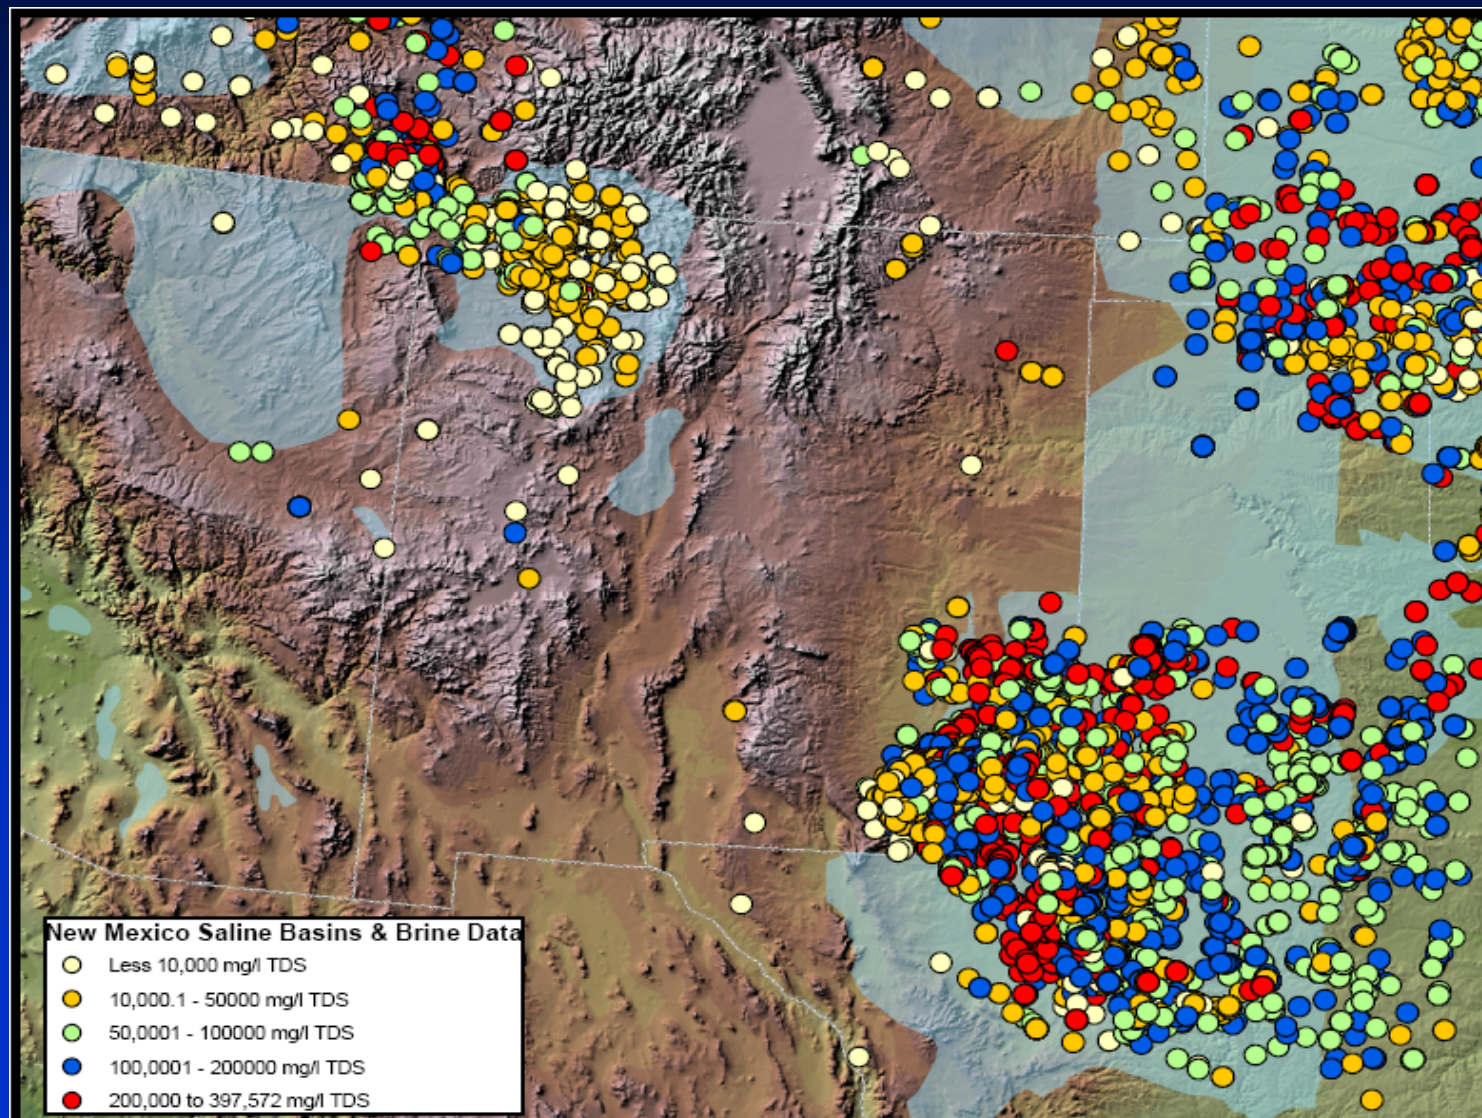 New Mexico Saline Basins & Brine Data
Less 10,000 mg/l TDS
10,000.1 - 50000 mg/l TDS
50,0001 - 100000 mg/l TDS
100,0001 - 200000 mg/l TDS
200,000 to 397,572 mg/l TDS